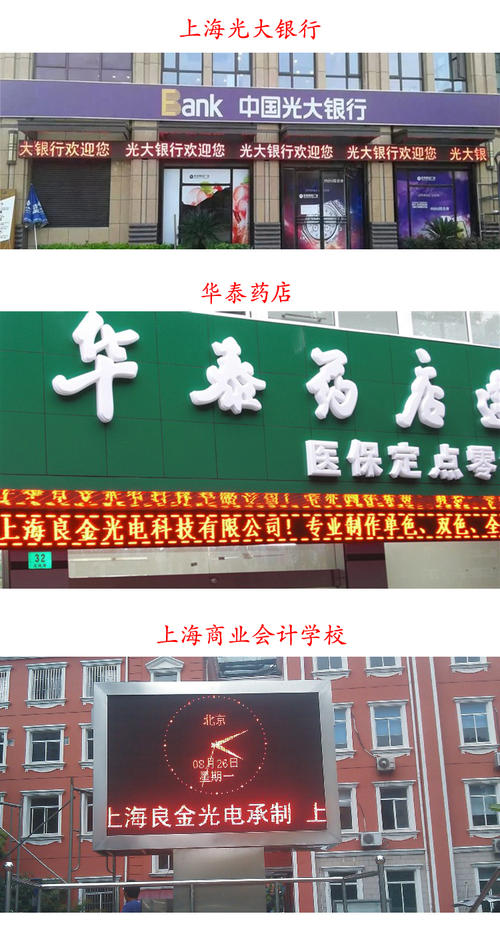 上海光大银行
Bank 中国光大银行
大银行欢迎您 光大银行欢迎您 光大银行欢迎您 光大银行欢迎您 光大银
华泰药店
华泰药店连
医保定点零
上海良金光电科技有限公司！专业制作单色、双色、全
32
上海商业会计学校
北京
08月26日
星期一
上海良金光电承制 上